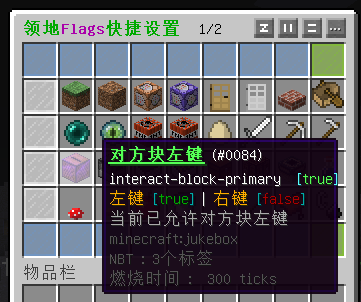 领地Flags快捷设置 1/2
对方块左键 (#0084)
interact-block-primary [true]
左键 [true] | 右键 [false]
当前已允许对方块左键
minecraft:jukebox
NBT：3个标签
燃烧时间： 300 ticks
物品栏